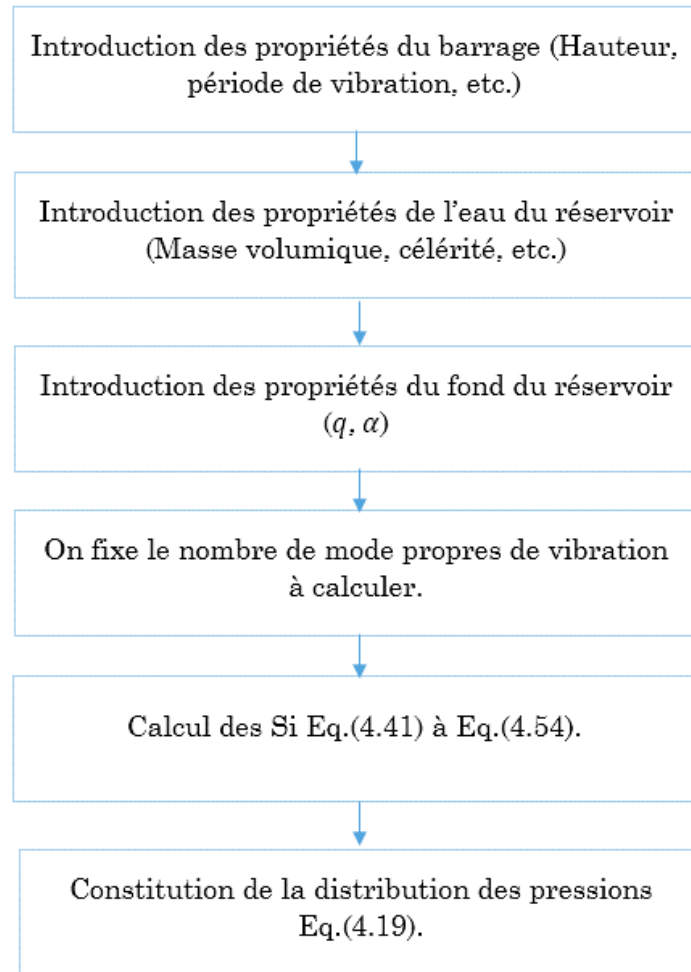 Introduction des propriétés du barrage (Hauteur,
période de vibration, etc.)
Introduction des propriétés de l'eau du réservoir
(Masse volumique, célérité, etc.)
Introduction des propriétés du fond du réservoir
(q, α)
On fixe le nombre de mode propres de vibration
à calculer.
Calcul des Si Eq.(4.41) à Eq.(4.54).
Constitution de la distribution des pressions
Eq.(4.19).